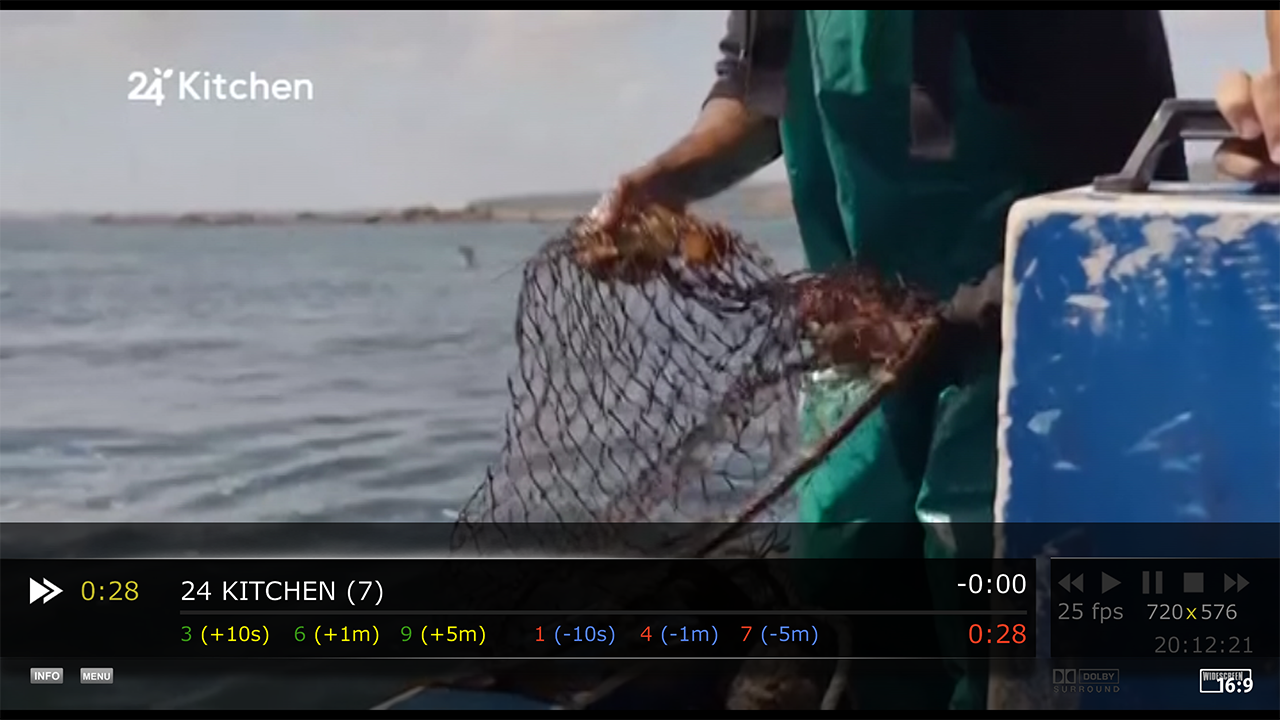 24 Kitchen
0:28 24 KITCHEN (7) -0:00
3 (+10s) 6 (+1m) 9 (+5m) 1 (-10s) 4 (-1m) 7 (-5m) 0:28
25 fps 720x576
20:12:21
INFO MENU
DOLBY
SURROUND
WIDESCREEN
16:9